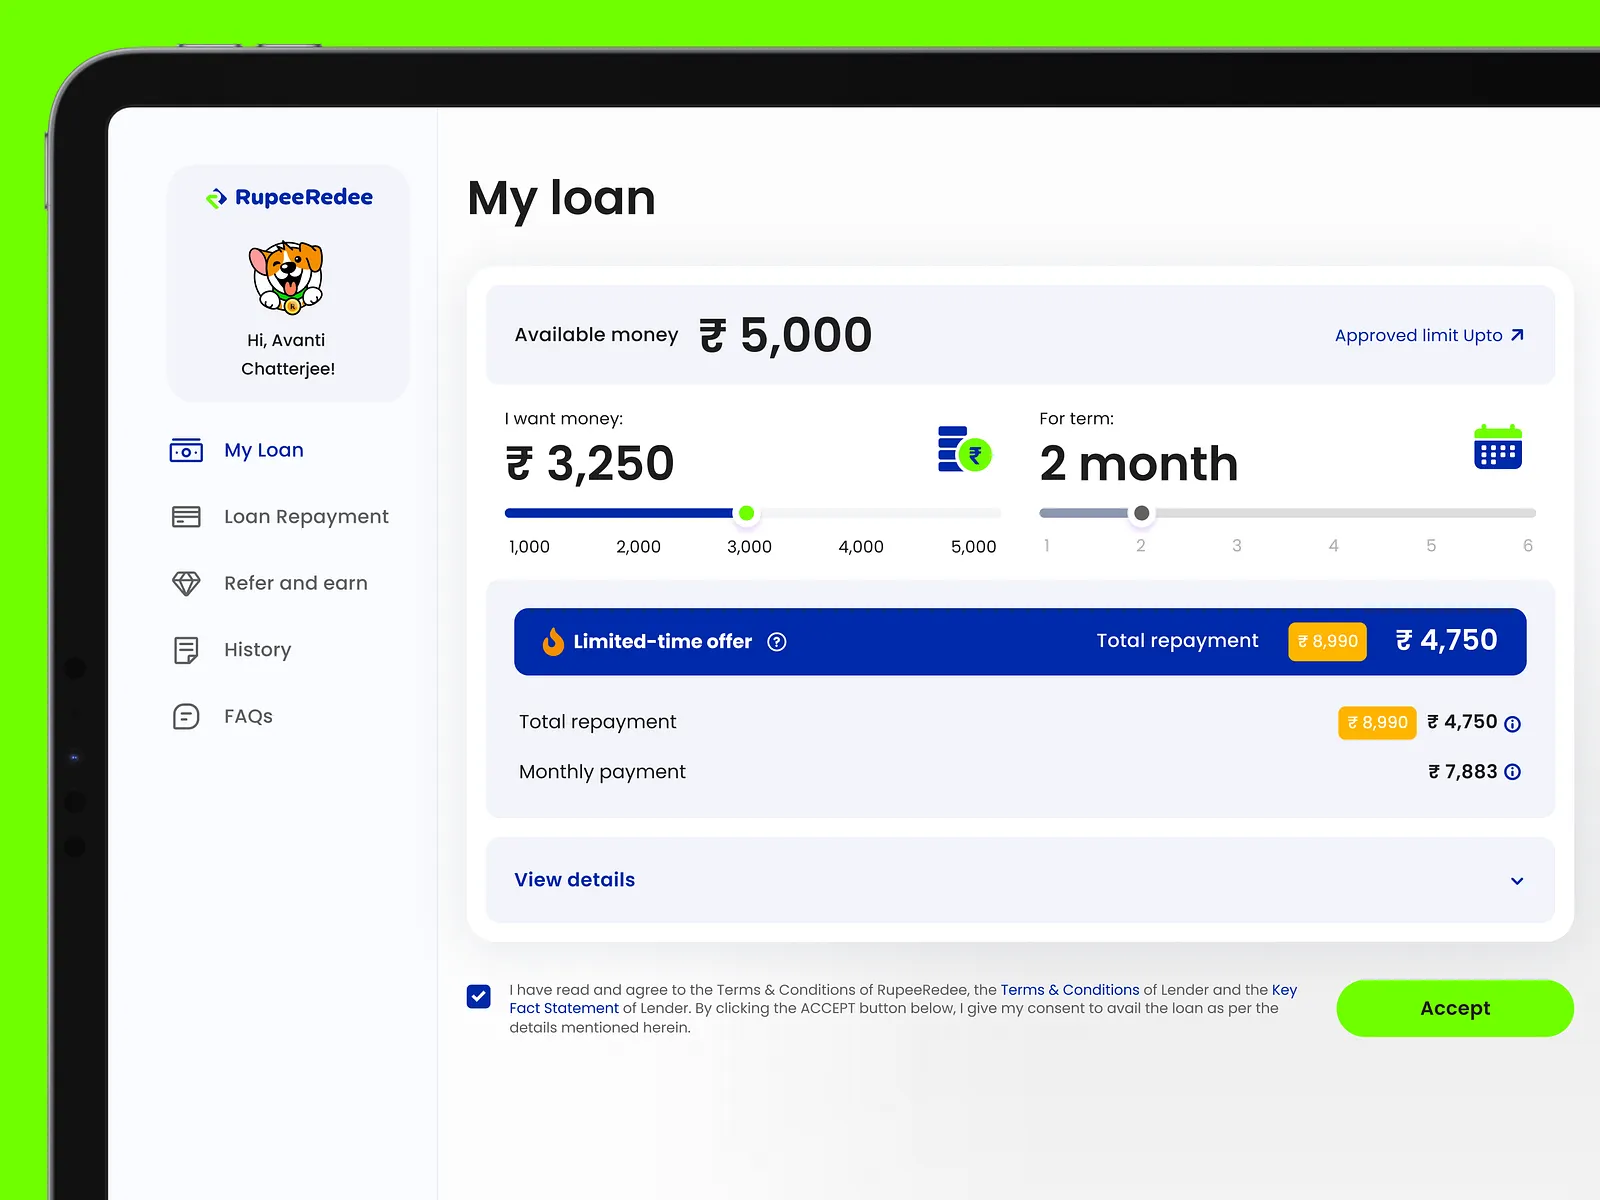 RupeeRedee
Hi, Avanti
Chatterjee!
My Loan
Loan Repayment
Refer and earn
History
FAQs
My loan
Available money ₹ 5,000
Approved limit Upto
I want money:
₹ 3,250
₹
1,000 2,000 3,000 4,000 5,000
For term:
2 month
1 2 3 4 5 6
Limited-time offer ? Total repayment ₹ 8,990 ₹ 4,750
Total repayment ₹ 8,990 ₹ 4,750
Monthly payment ₹ 7,883
View details
I have read and agree to the Terms & Conditions of RupeeRedee, the Terms & Conditions of Lender and the Key
Fact Statement of Lender. By clicking the ACCEPT button below, I give my consent to avail the loan as per the
details mentioned herein.
Accept